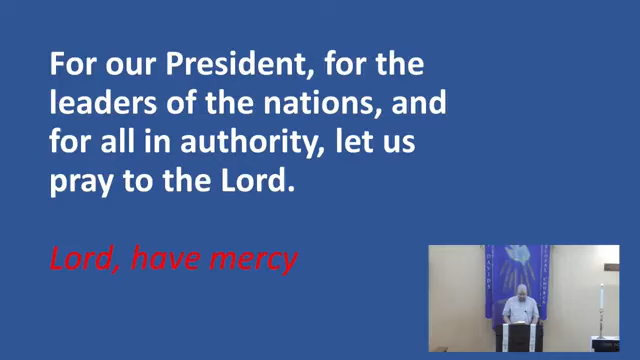 For our President, for the
leaders of the nations, and
for all in authority, let us
pray to the Lord.
Lord, have mercy